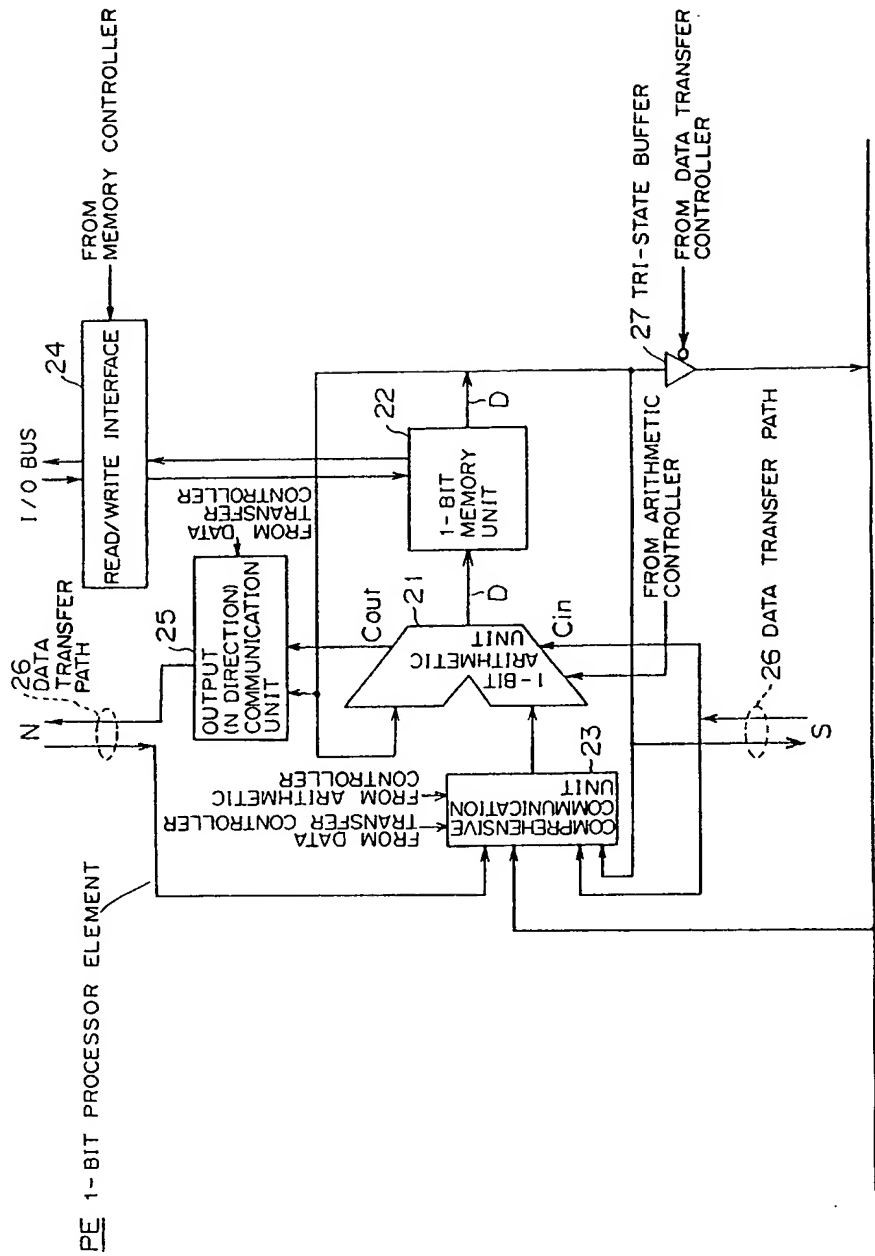 PE 1-BIT PROCESSOR ELEMENT
26
DATA
TRANSFER
PATH
N
I/O BUS
24
READ/WRITE INTERFACE
FROM
MEMORY CONTROLLER
25
OUTPUT
(N DIRECTION)
COMMUNICATION
UNIT
FROM DATA
TRANSFER
CONTROLLER
Cout
21
1-BIT
ARITHMETIC
UNIT
Cin
D
22
1-BIT
MEMORY
UNIT
D
FROM DATA
TRANSFER CONTROLLER
FROM ARITHMETIC
CONTROLLER
23
COMPREHENSIVE
COMMUNICATION
UNIT
FROM ARITHMETIC
CONTROLLER
27 TRI-STATE BUFFER
FROM DATA TRANSFER
CONTROLLER
26 DATA TRANSFER PATH
S